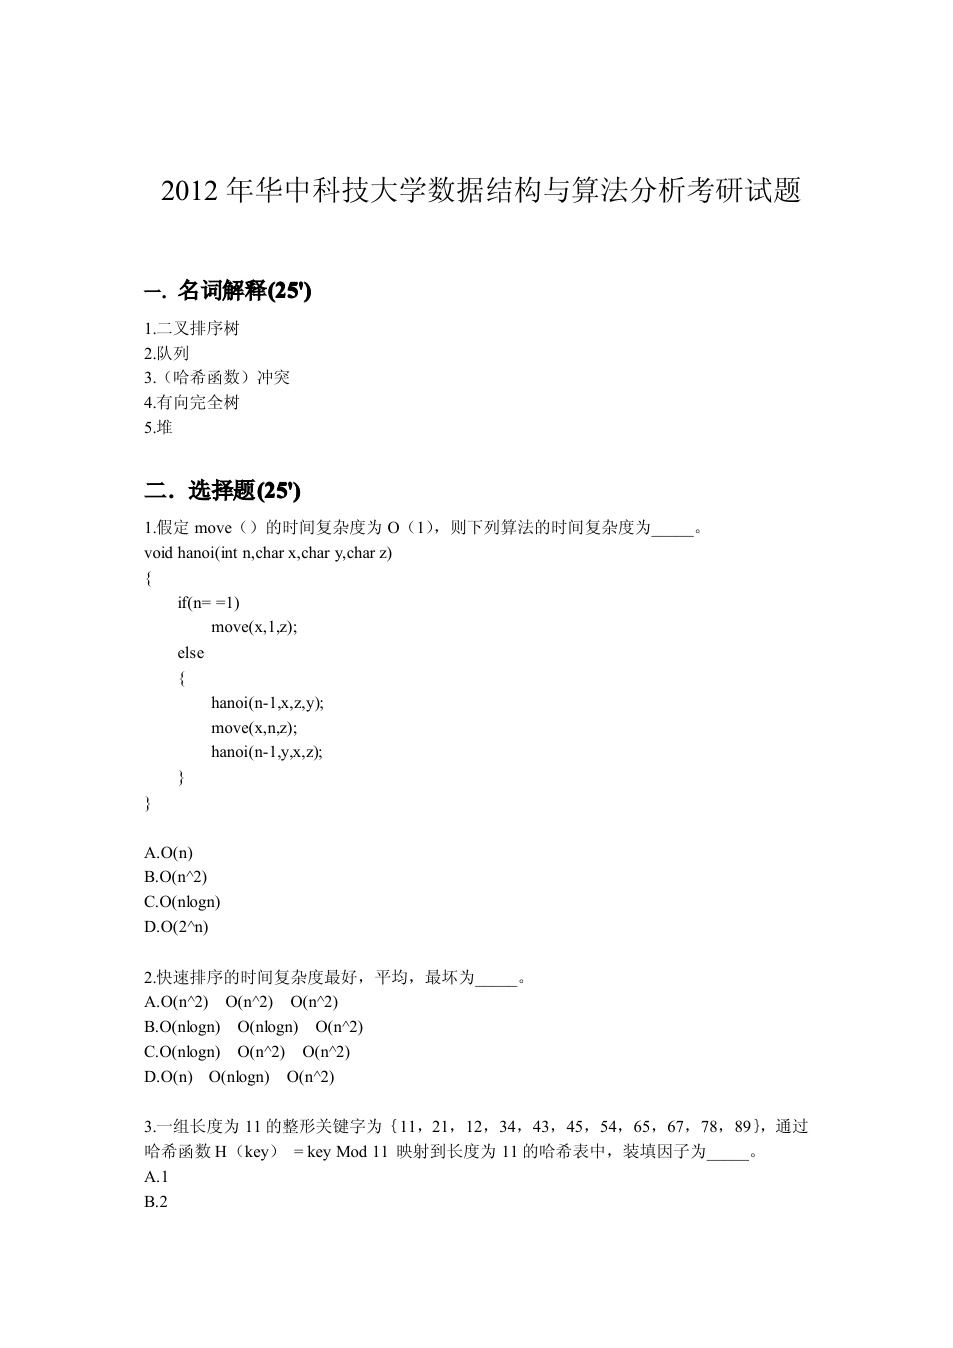 2012 年华中科技大学数据结构与算法分析考研试题
一. 名词解释(25')
1.二叉排序树
2.队列
3.（哈希函数）冲突
4.有向完全树
5.堆
二．选择题(25')
1.假定 move（）的时间复杂度为 O（1），则下列算法的时间复杂度为_____。
void hanoi(int n,char x,char y,char z)
{
if(n= =1)
move(x,1,z);
else
{
hanoi(n-1,x,z,y);
move(x,n,z);
hanoi(n-1,y,x,z);
}
}
A.O(n)
B.O(n^2)
C.O(nlogn)
D.O(2^n)
2.快速排序的时间复杂度最好，平均，最坏为_____。
A.O(n^2) O(n^2) O(n^2)
B.O(nlogn) O(nlogn) O(n^2)
C.O(nlogn) O(n^2) O(n^2)
D.O(n) O(nlogn) O(n^2)
3.一组长度为 11 的整形关键字为｛11，21，12，34，43，45，54，65，67，78，89｝，通过
哈希函数 H（key） = key Mod 11 映射到长度为 11 的哈希表中，装填因子为_____。
A.1
B.2